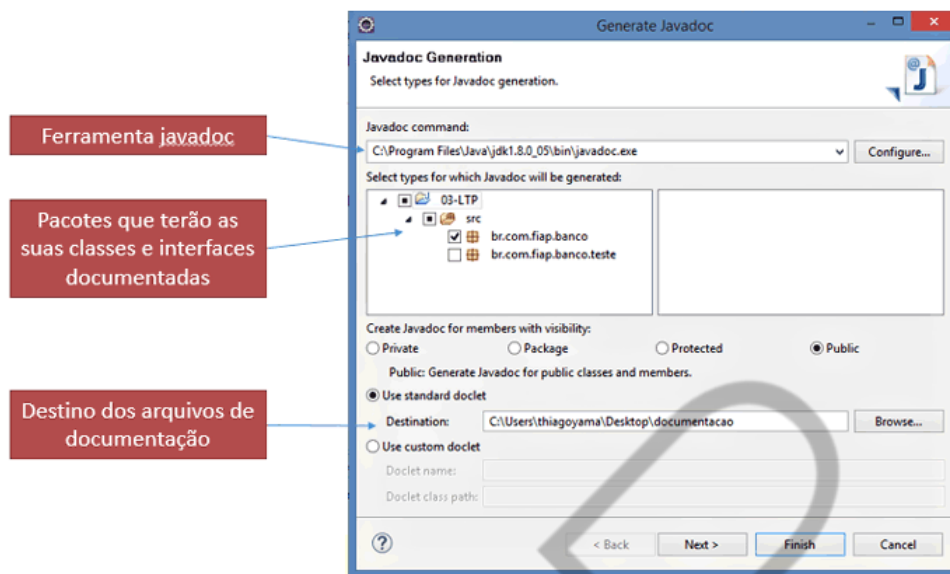 Generate Javadoc
Javadoc Generation
Select types for Javadoc generation.
Ferramenta javadoc
Javadoc command:
C:\Program Files\Java\jdk1.8.0_05\bin\javadoc.exe
Configure...
Select types for which Javadoc will be generated:
Pacotes que terão as
suas classes e interfaces
documentadas
03-LTP
src
br.com.fiap.banco
br.com.fiap.banco.teste
Create Javadoc for members with visibility:
Private Package Protected Public
Public: Generate Javadoc for public classes and members.
Use standard doclet
Destino dos arquivos de
documentação
Destination: C:\Users\thiagoyama\Desktop\documentacao Browse...
Use custom doclet
Doclet name:
Doclet class path:
< Back Next > Finish Cancel